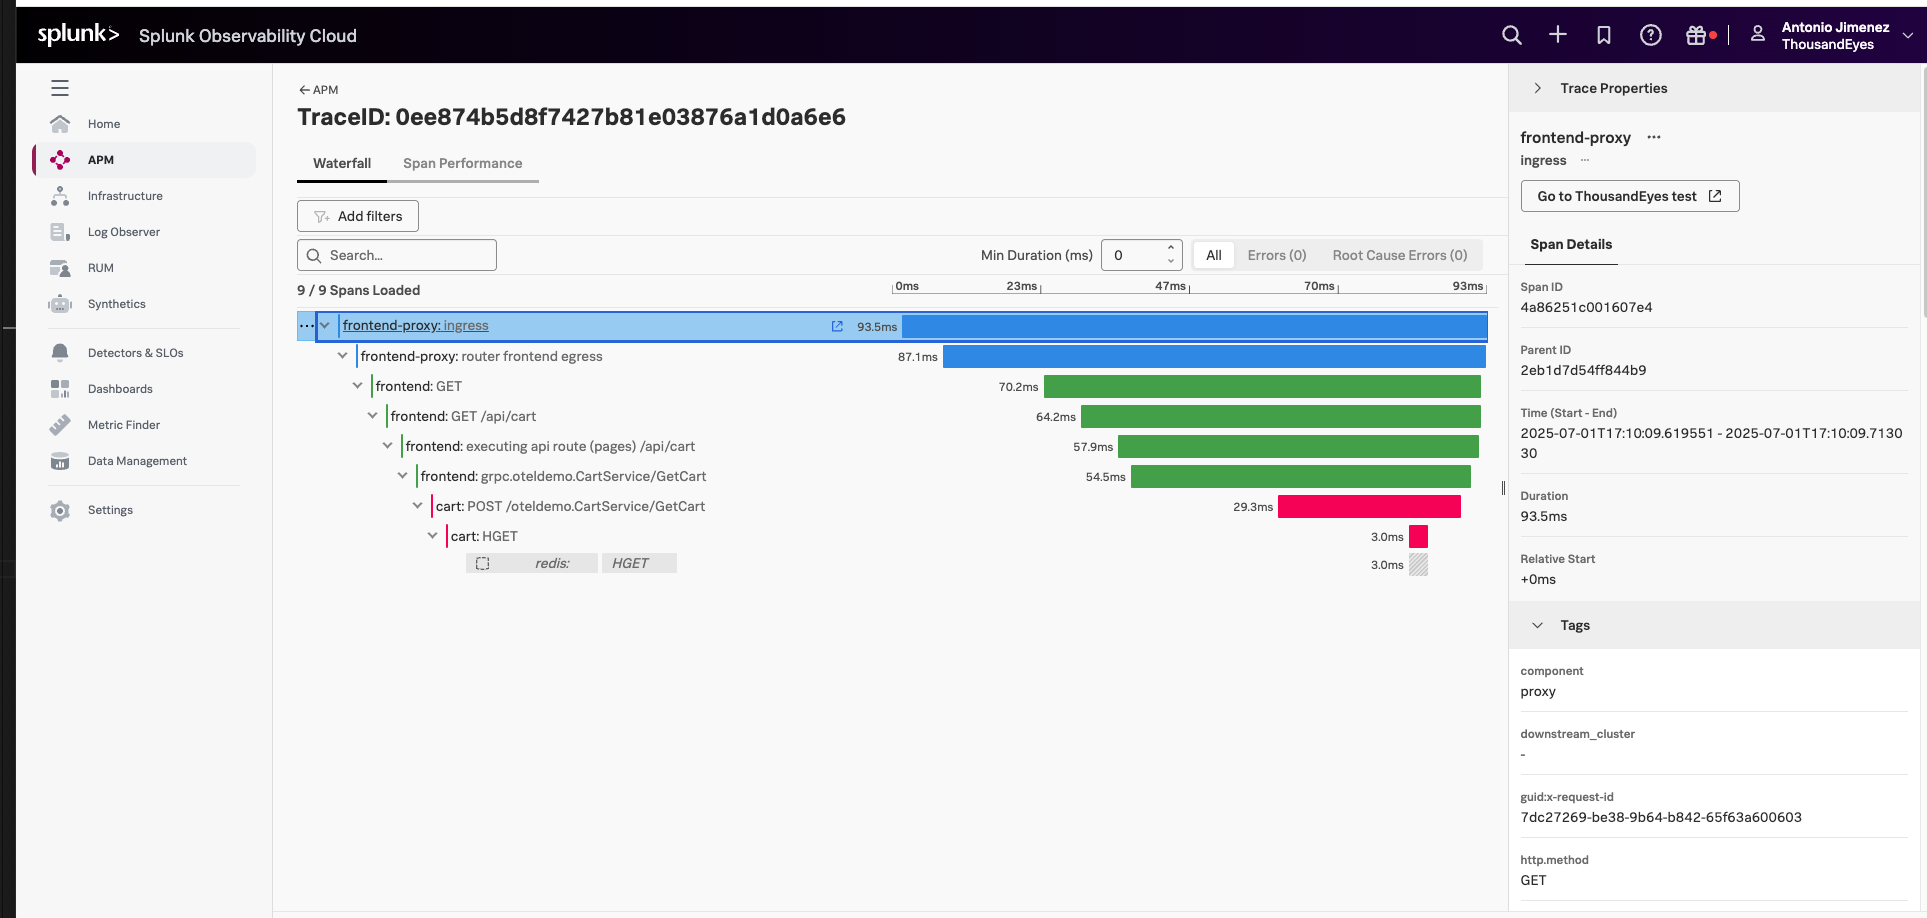 splunk> Splunk Observability Cloud
Antonio Jimenez
ThousandEyes
Home
APM
Infrastructure
Log Observer
RUM
Synthetics
Detectors & SLOs
Dashboards
Metric Finder
Data Management
Settings
APM
TraceID: 0ee874b5d8f7427b81e03876a1d0a6e6
Waterfall Span Performance
Add filters
Search...
Min Duration (ms) 0 All Errors (0) Root Cause Errors (0)
9 / 9 Spans Loaded
0ms 23ms 47ms 70ms 93ms
frontend-proxy: ingress 93.5ms
frontend-proxy: router frontend egress 87.1ms
frontend: GET 70.2ms
frontend: GET /api/cart 64.2ms
frontend: executing api route (pages) /api/cart 57.9ms
frontend: grpc.oteldemo.CartService/GetCart 54.5ms
cart: POST /oteldemo.CartService/GetCart 29.3ms
cart: HGET 3.0ms
redis: HGET 3.0ms
Trace Properties
frontend-proxy ...
ingress ...
Go to ThousandEyes test
Span Details
Span ID
4a86251c001607e4
Parent ID
2eb1d7d54ff844b9
Time (Start - End)
2025-07-01T17:10:09.619551 - 2025-07-01T17:10:09.7130
30
Duration
93.5ms
Relative Start
+0ms
Tags
component
proxy
downstream_cluster
-
guid:x-request-id
7dc27269-be38-9b64-b842-65f63a600603
http.method
GET